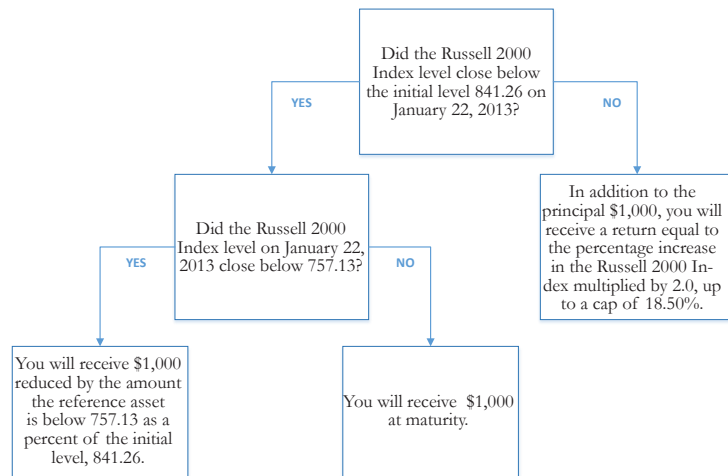 Did the Russell 2000
Index level close below
the initial level 841.26 on
January 22, 2013?
YES
NO
Did the Russell 2000
Index level on January 22,
2013 close below 757.13?
In addition to the
principal $1,000, you will
receive a return equal to
the percentage increase
in the Russell 2000 In-
dex multiplied by 2.0, up
to a cap of 18.50%.
YES
NO
You will receive $1,000
reduced by the amount
the reference asset
is below 757.13 as a
percent of the initial
level, 841.26.
You will receive $1,000
at maturity.